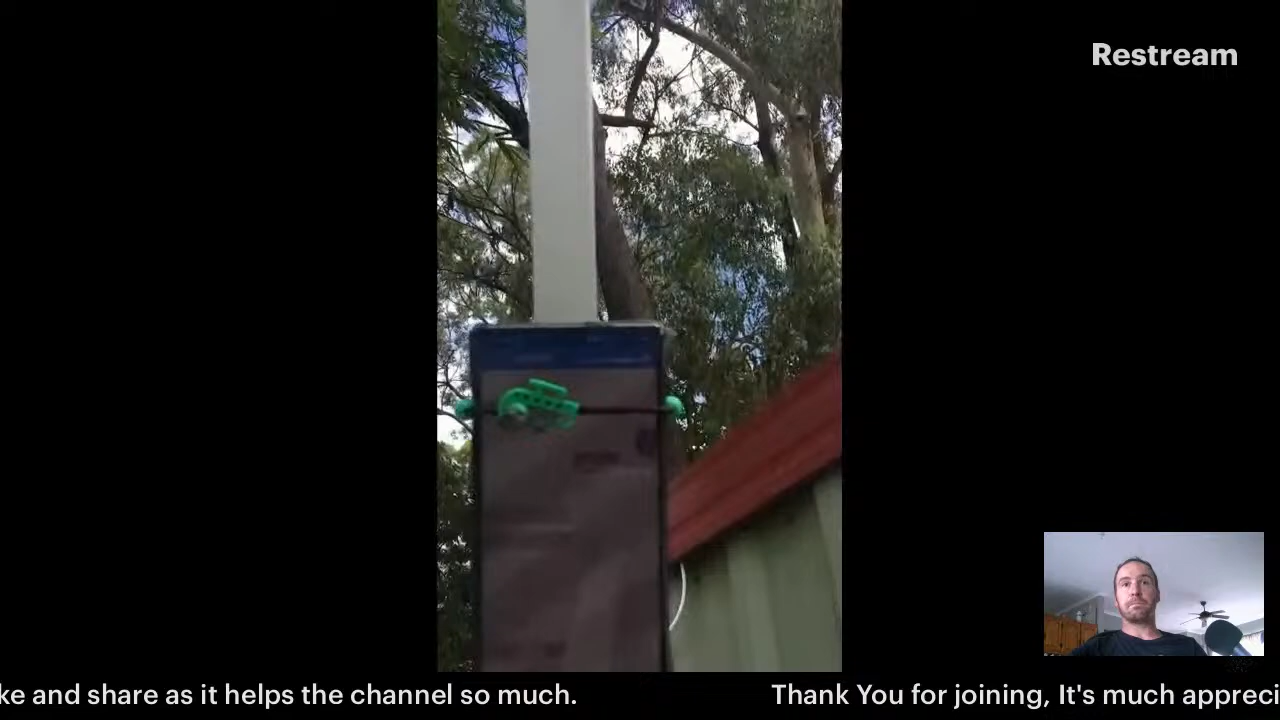 Restream
ke and share as it helps the channel so much. Thank You for joining, It's much appreci